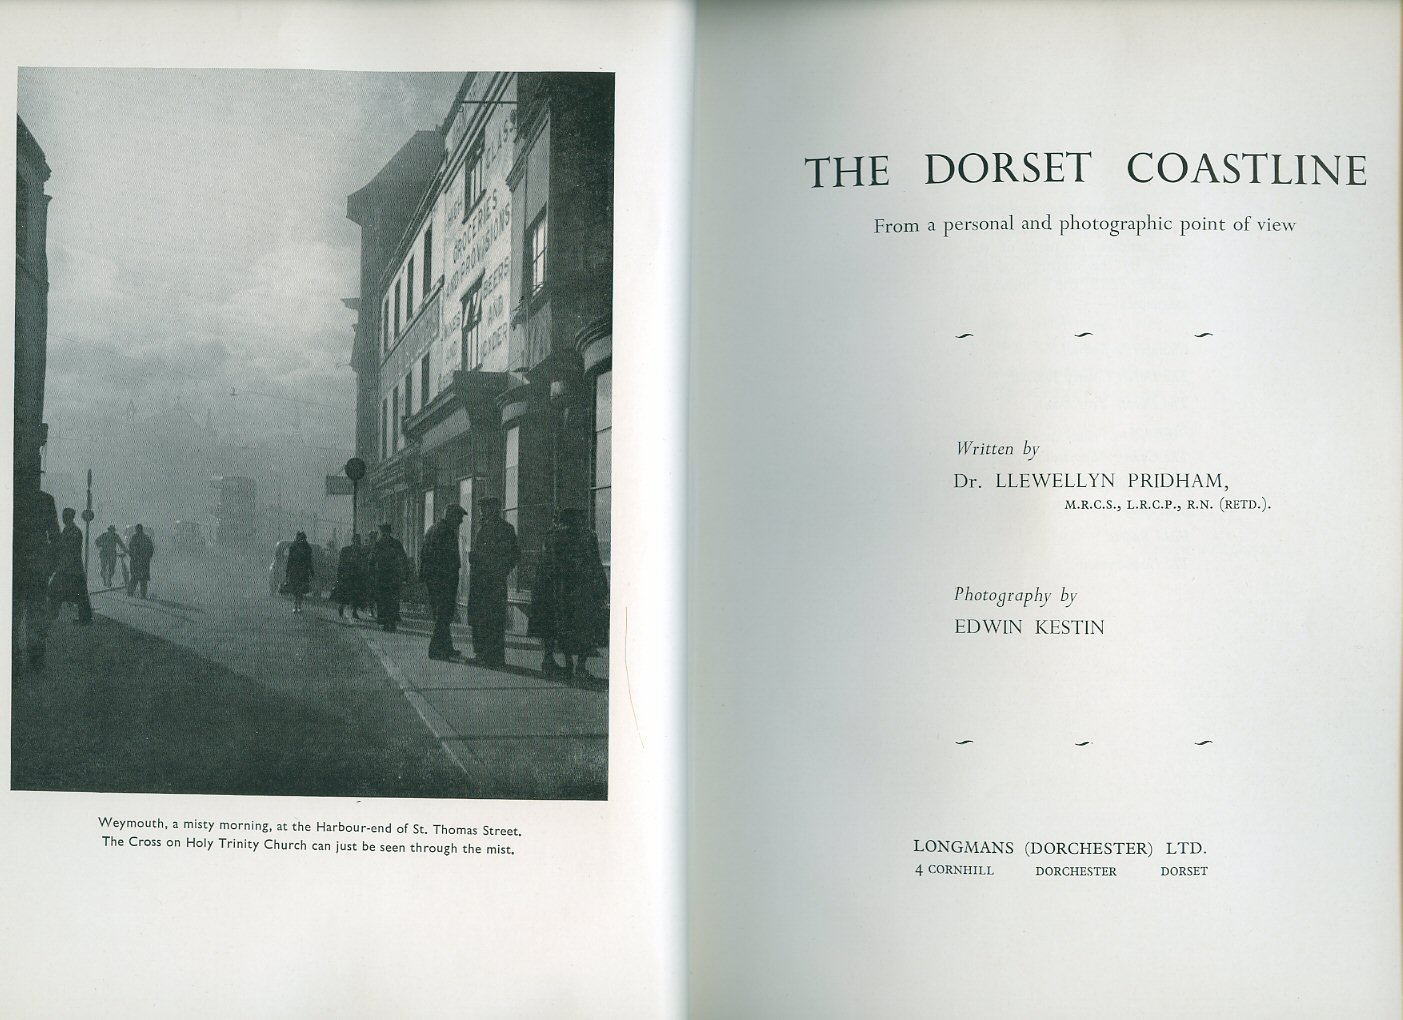 GROCERIES
AND PROVISIONS
BEERS
AND
Weymouth, a misty morning, at the Harbour-end of St. Thomas Street.
The Cross on Holy Trinity Church can just be seen through the mist.
THE DORSET COASTLINE
From a personal and photographic point of view
Written by
Dr. LLEWELLYN PRIDHAM,
M.R.C.S., L.R.C.P., R.N. (RETD.).
Photography by
EDWIN KESTIN
LONGMANS (DORCHESTER) LTD.
4 CORNHILL DORCHESTER DORSET